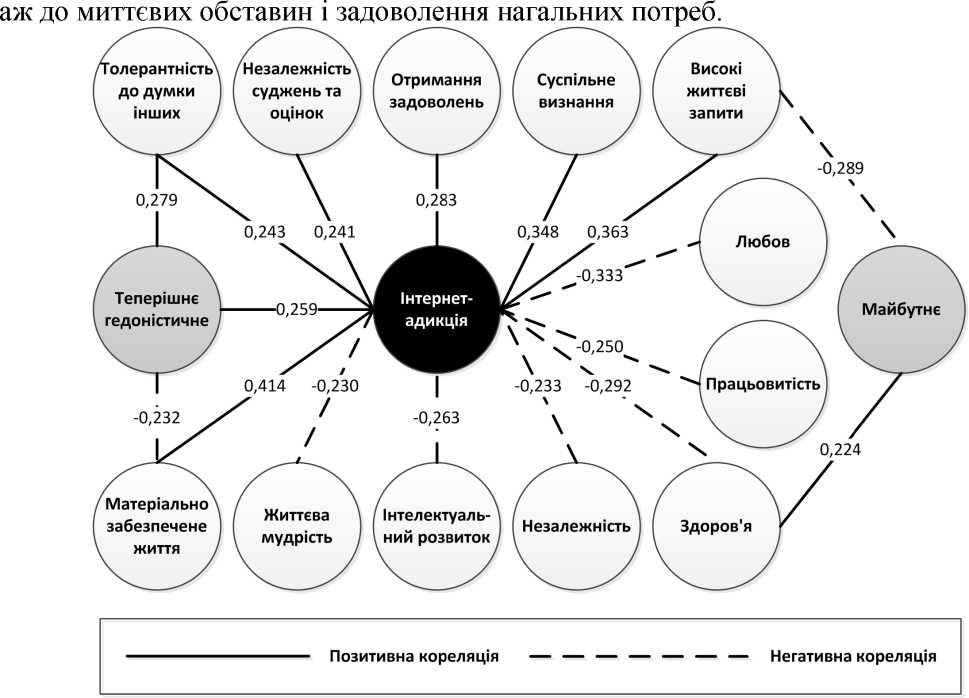 аж до миттєвих обставин і задоволення нагальних потреб.
Толерантність
до думки
інших
Незалежність
суджень та
оцінок
Отримання
задоволень
Суспільне
визнання
Високі
життєві
запити
-0,289
0,279
0,283
0,243
0,241
0,348
0,363
Любов
-0,333
Теперішнє
гедоністичне
0,259
Інтернет-
адикція
Майбутнє
-0,250
0,414
-0,230
-0,233
-0,292
Працьовитість
-0,232
-0,263
0,224
Матеріально
забезпечене
життя
Життєва
мудрість
Інтелектуаль-
ний розвиток
Незалежність
Здоров'я
Позитивна кореляція
Негативна кореляція